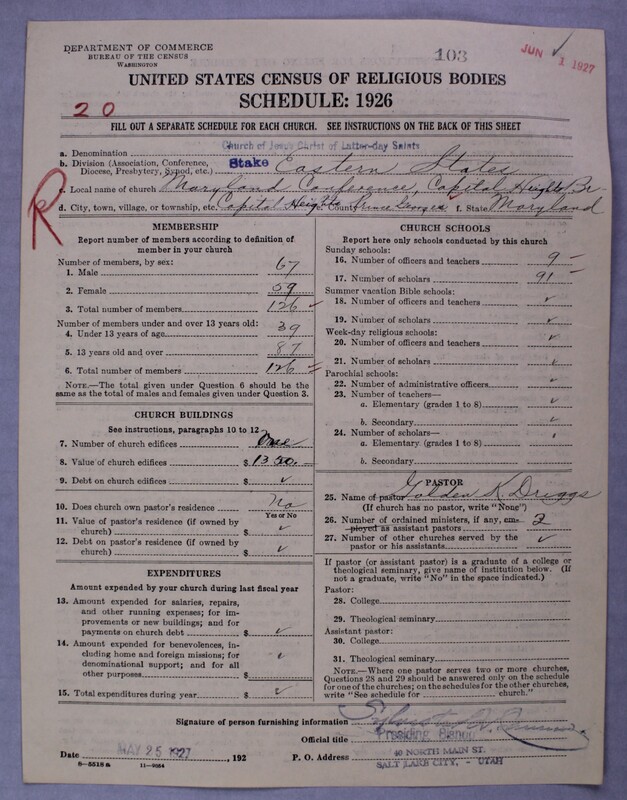 DEPARTMENT OF COMMERCE
BUREAU OF THE CENSUS
WASHINGTON
103
JUN 1 1927
UNITED STATES CENSUS OF RELIGIOUS BODIES
SCHEDULE: 1926
20
FILL OUT A SEPARATE SCHEDULE FOR EACH CHURCH. SEE INSTRUCTIONS ON THE BACK OF THIS SHEET
a. Denomination Church of Jesus Christ of Latter-day Saints
b. Division (Association, Conference, Diocese, Presbytery, Synod, etc.) Stake Eastern States
c. Local name of church Maryland Conference, Capital Heights Br.
d. City, town, village, or township, etc. Capital Heights e. County Prince Georges f. State Maryland
R
MEMBERSHIP
Report number of members according to definition of member in your church
Number of members, by sex:
1. Male 67
2. Female 59
3. Total number of members 126
Number of members under and over 13 years old:
4. Under 13 years of age 39
5. 13 years old and over 87
6. Total number of members 126
NOTE.—The total given under Question 6 should be the same as the total of males and females given under Question 3.
CHURCH BUILDINGS
See instructions, paragraphs 10 to 12
7. Number of church edifices One
8. Value of church edifices $ 1350.
9. Debt on church edifices $
10. Does church own pastor's residence? No
Yes or No
11. Value of pastor's residence (if owned by church) $
12. Debt on pastor's residence (if owned by church) $
EXPENDITURES
Amount expended by your church during last fiscal year
13. Amount expended for salaries, repairs, and other running expenses; for improvements or new buildings; and for payments on church debt $
14. Amount expended for benevolences, including home and foreign missions; for denominational support; and for all other purposes $
15. Total expenditures during year $
CHURCH SCHOOLS
Report here only schools conducted by this church
Sunday schools:
16. Number of officers and teachers 9
17. Number of scholars 91
Summer vacation Bible schools:
18. Number of officers and teachers
19. Number of scholars
Week-day religious schools:
20. Number of officers and teachers
21. Number of scholars
Parochial schools:
22. Number of administrative officers
23. Number of teachers—
a. Elementary (grades 1 to 8)
b. Secondary
24. Number of scholars—
a. Elementary (grades 1 to 8)
b. Secondary
PASTOR
25. Name of pastor Golden K. Driggs
(If church has no pastor, write "None")
26. Number of ordained ministers, if any, employed as assistant pastors
27. Number of other churches served by the pastor or his assistants
If pastor (or assistant pastor) is a graduate of a college or theological seminary, give name of institution below. (If not a graduate, write "No" in the space indicated.)
Pastor:
28. College
29. Theological seminary
Assistant pastor:
30. College
31. Theological seminary
NOTE.—Where one pastor serves two or more churches, Questions 28 and 29 should be answered only on the schedule for one of the churches; on the schedules for the other churches, write "See schedule for church."
Signature of person furnishing information
Official title Presiding Bishop
Date MAY 25 1927, 192 P. O. Address 40 NORTH MAIN ST.
SALT LAKE CITY, - UTAH
8—5518 a 11—9564